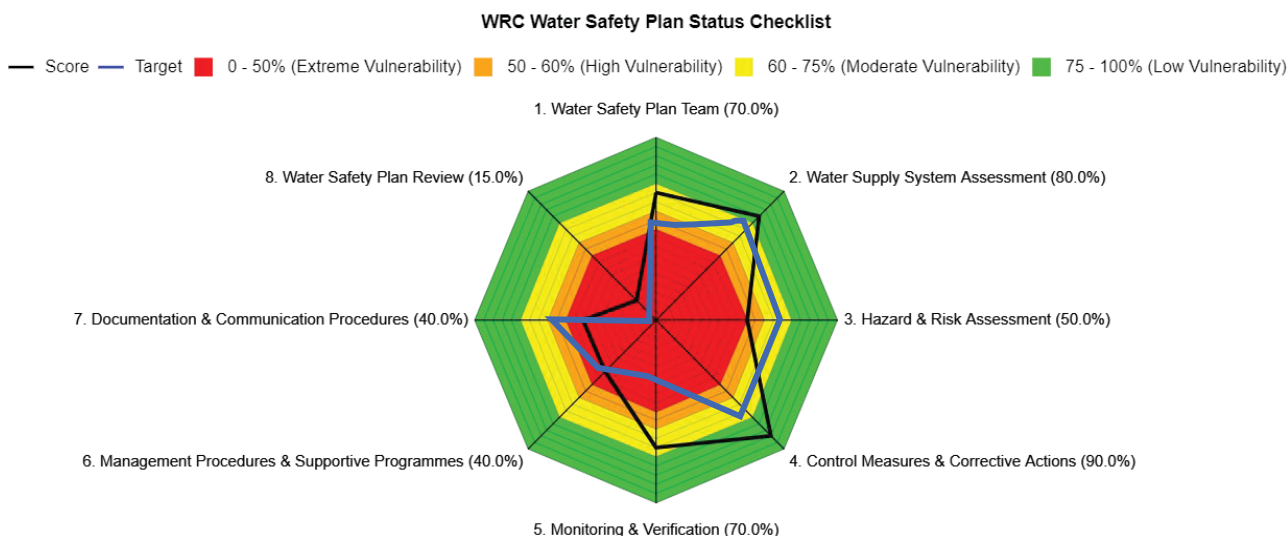 WRC Water Safety Plan Status Checklist
Score Target 0 - 50% (Extreme Vulnerability) 50 - 60% (High Vulnerability) 60 - 75% (Moderate Vulnerability) 75 - 100% (Low Vulnerability)
1. Water Safety Plan Team (70.0%)
8. Water Safety Plan Review (15.0%) 2. Water Supply System Assessment (80.0%)
7. Documentation & Communication Procedures (40.0%) 3. Hazard & Risk Assessment (50.0%)
6. Management Procedures & Supportive Programmes (40.0%) 4. Control Measures & Corrective Actions (90.0%)
5. Monitoring & Verification (70.0%)